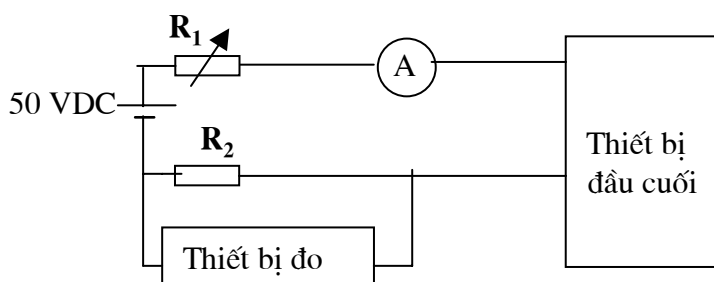 R1
A
50 VDC
R2
Thiết bị
đầu cuối
Thiết bị đo